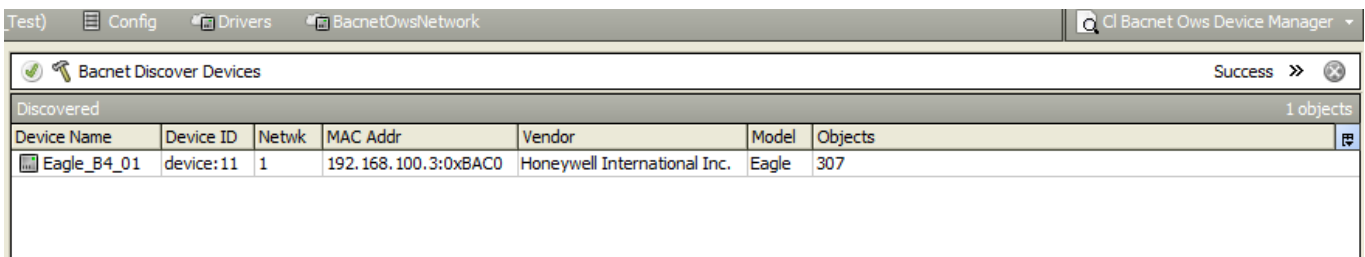 _Test) Config Drivers BacnetOwsNetwork Cl Bacnet Ows Device Manager
Bacnet Discover Devices Success »
Discovered 1 objects
Device Name Device ID Netwk MAC Addr Vendor Model Objects
Eagle_B4_01 device:11 1 192.168.100.3:0xBAC0 Honeywell International Inc. Eagle 307